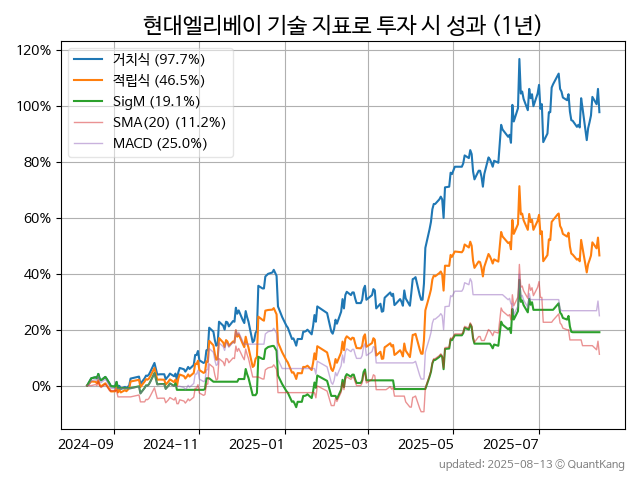 현대엘리베이 기술 지표로 투자 시 성과 (1년)
120%
100%
80%
60%
40%
20%
0%
거치식 (97.7%)
적립식 (46.5%)
SigM (19.1%)
SMA(20) (11.2%)
MACD (25.0%)
2024-09
2024-11
2025-01
2025-03
2025-05
2025-07
updated: 2025-08-13 © QuantKang